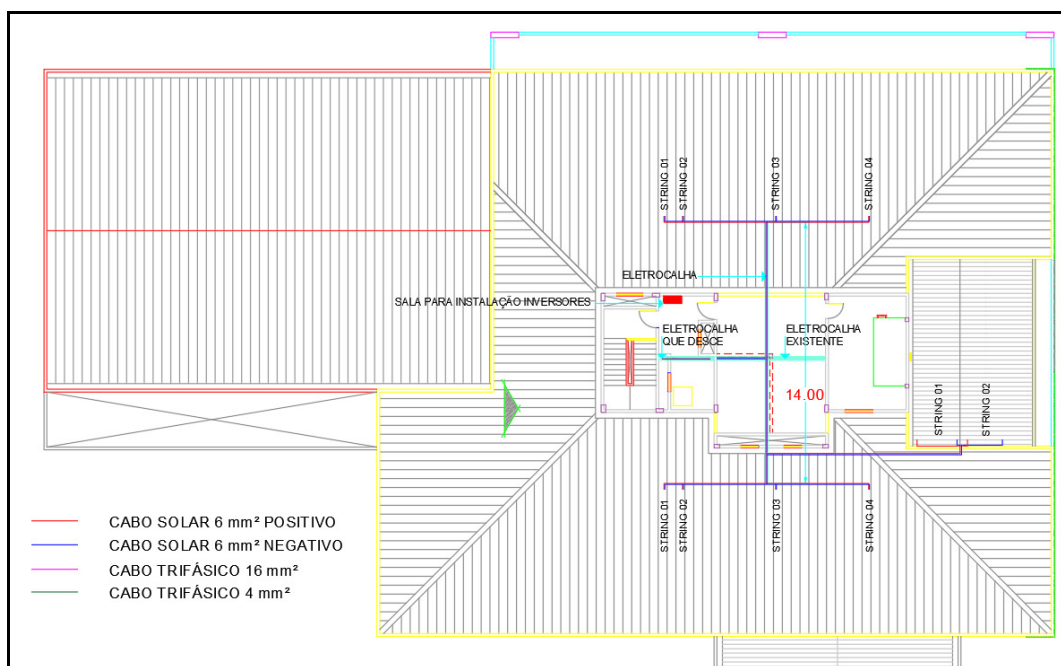 STRING 01
STRING 02
STRING 03
STRING 04
ELETROCALHA
SALA PARA INSTALAÇÃO INVERSORES
ELETROCALHA
QUE DESCE
ELETROCALHA
EXISTENTE
14.00
STRING 01
STRING 02
STRING 01
STRING 02
STRING 03
STRING 04
CABO SOLAR 6 mm² POSITIVO
CABO SOLAR 6 mm² NEGATIVO
CABO TRIFÁSICO 16 mm²
CABO TRIFÁSICO 4 mm²